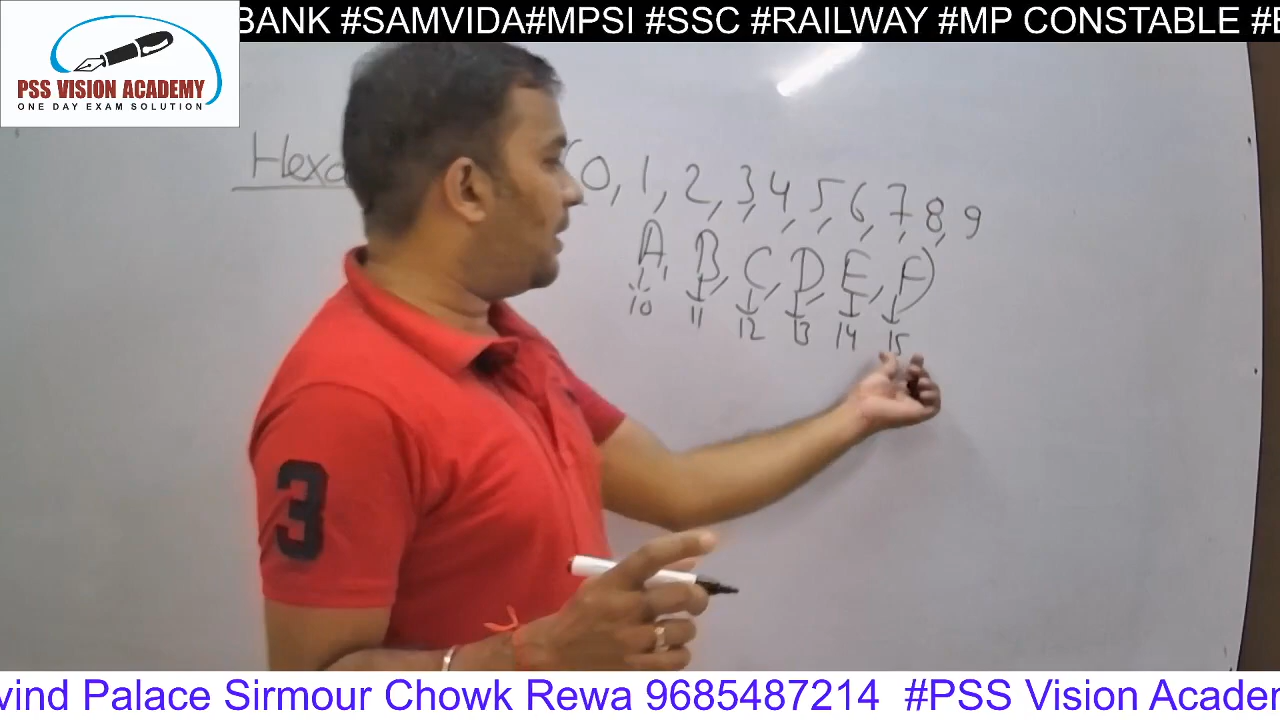 BANK #SAMVIDA#MPSI #SSC #RAILWAY #MP CONSTABLE #E
PSS VISION ACADEMY
ONE DAY EXAM SOLUTION
Hexa (0, 1, 2, 3, 4, 5, 6, 7, 8, 9
A, B, C, D, E, F)
10 11 12 13 14 15
3
vind Palace Sirmour Chowk Rewa 9685487214 #PSS Vision Academ